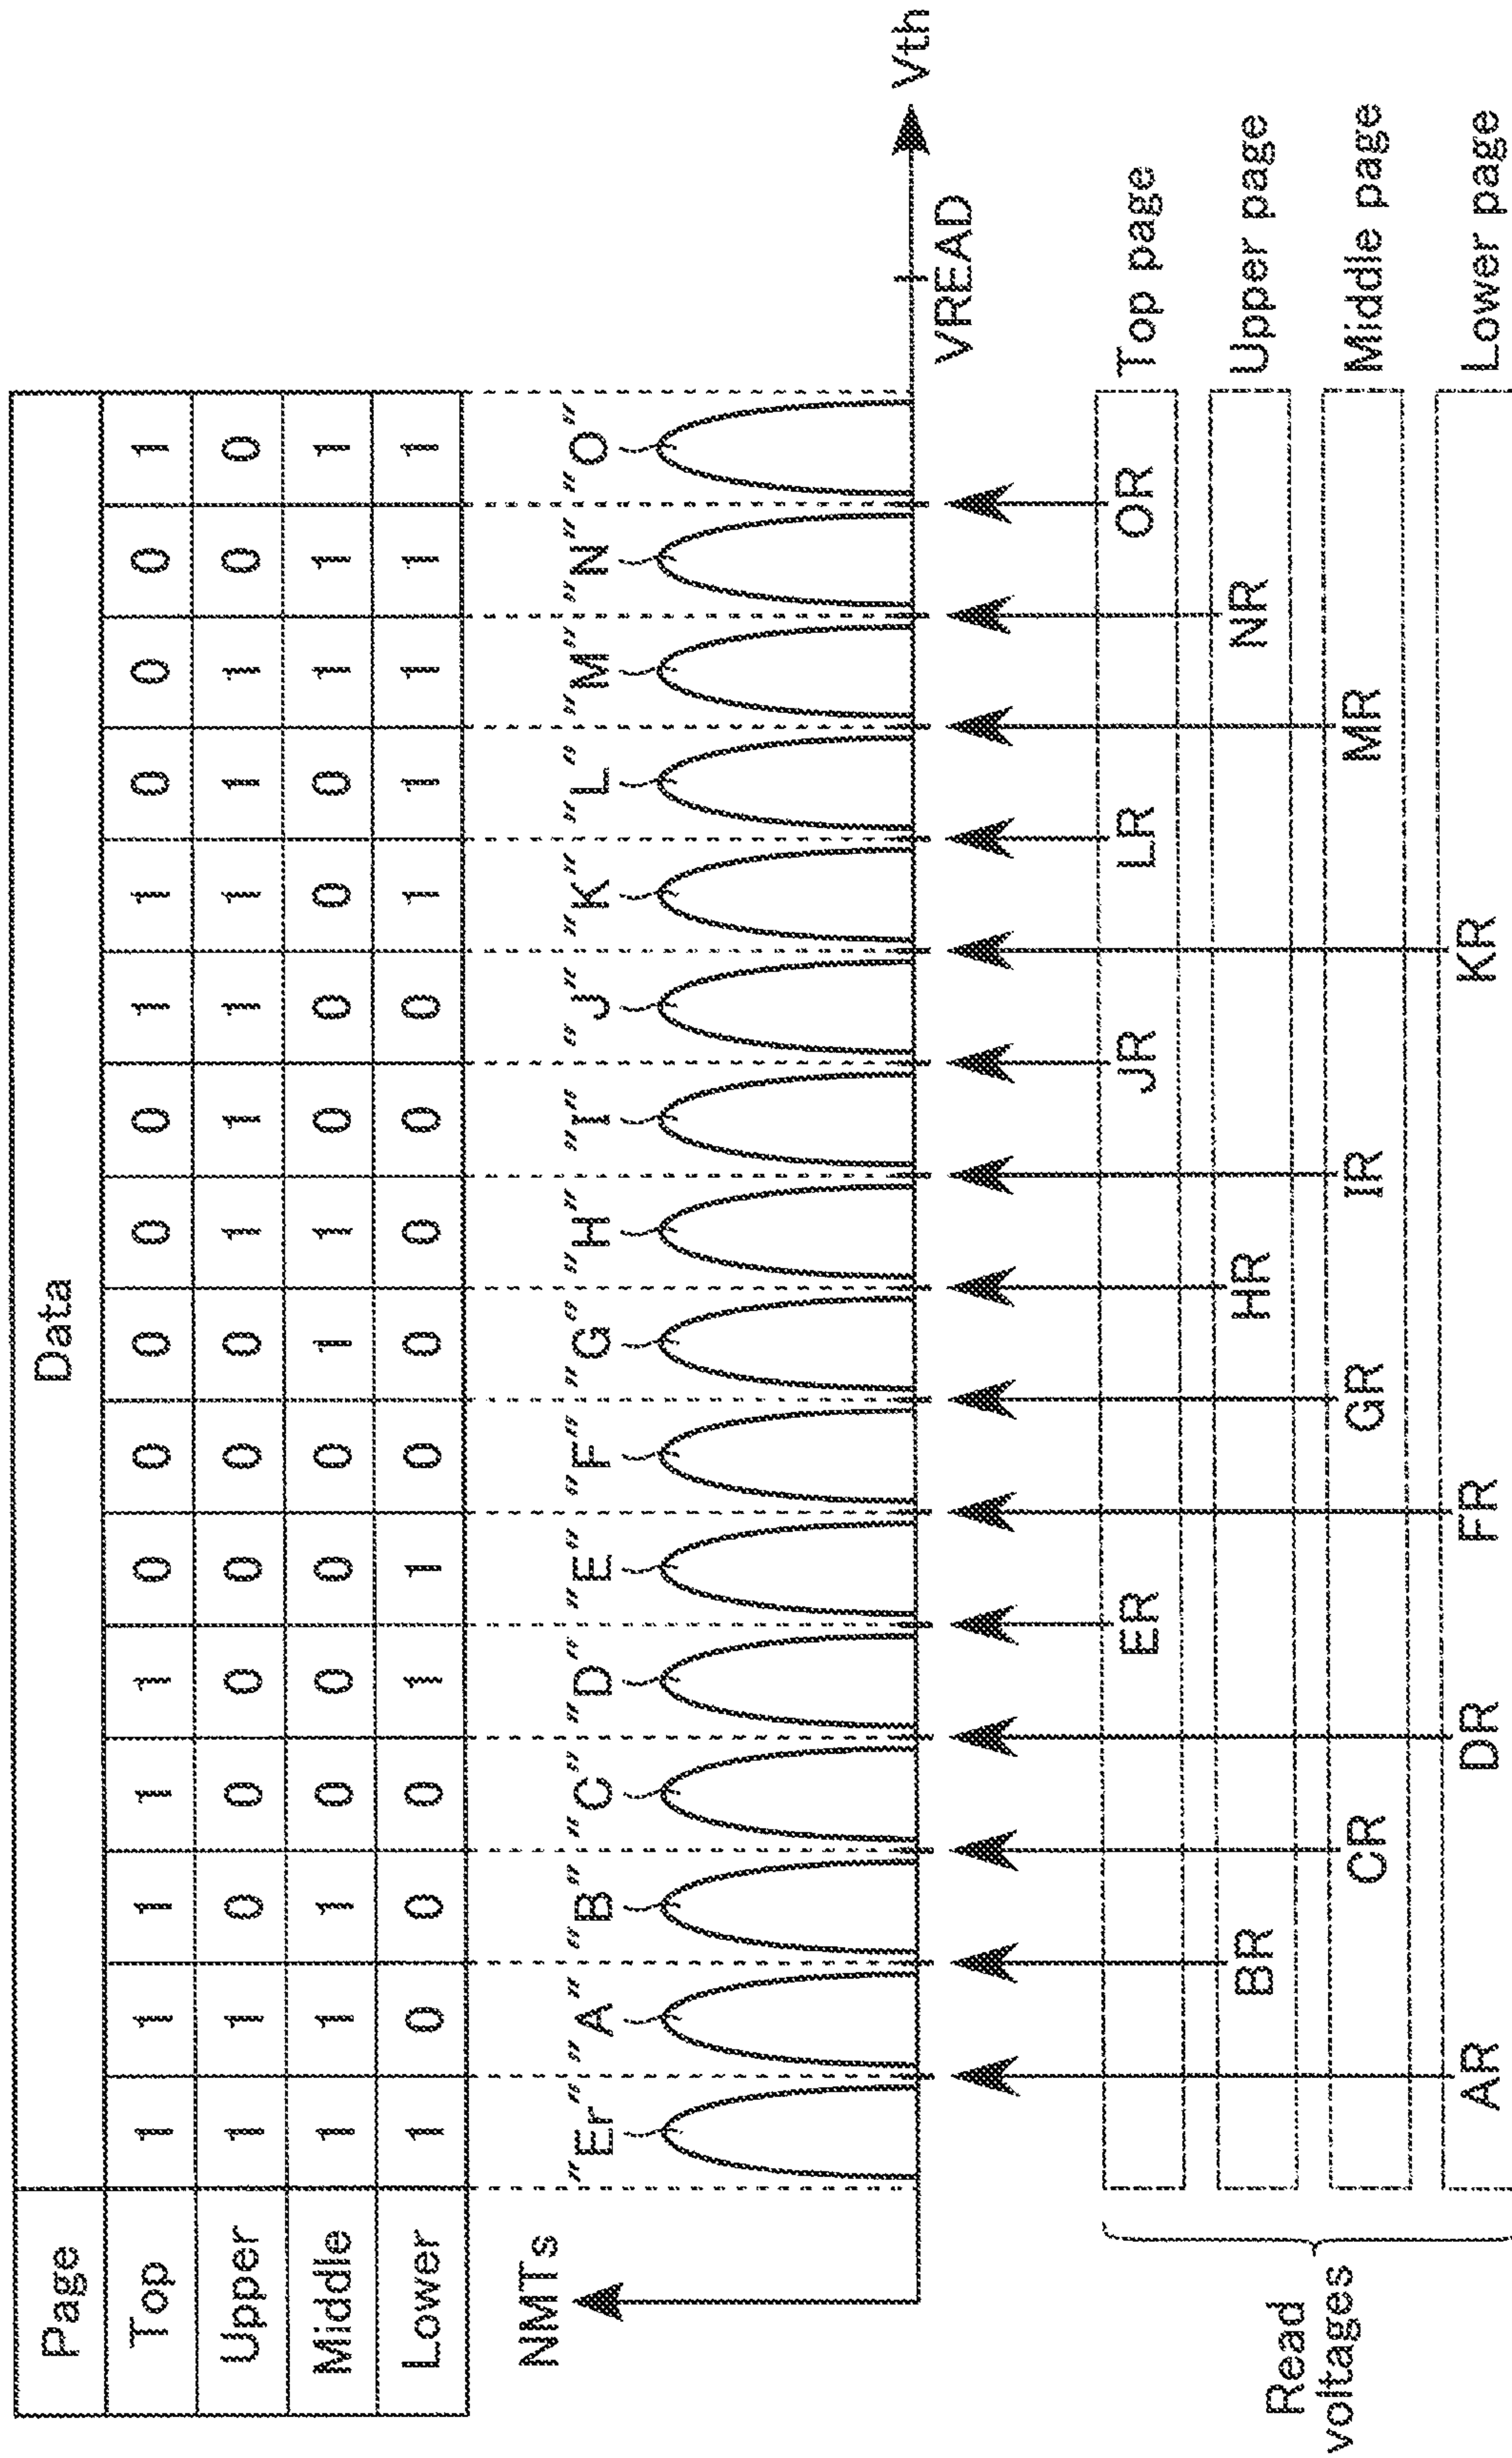 Page Data
Top 1 1 1 1 1 0 0 0 0 0 1 1 0 0 0 1
Upper 1 1 0 0 0 0 0 0 1 1 1 1 1 1 0 0
Middle 1 1 1 0 0 0 0 1 1 0 0 0 0 1 1 1
Lower 1 0 0 0 1 1 0 0 0 0 0 1 1 1 1 1
NMTs
"Er" "A" "B" "C" "D" "E" "F" "G" "H" "I" "J" "K" "L" "M" "N" "O"
Vth
VREAD
Read
voltages
ER JR LR OR Top page
BR HR NR Upper page
CR GR IR MR Middle page
AR DR FR KR Lower page